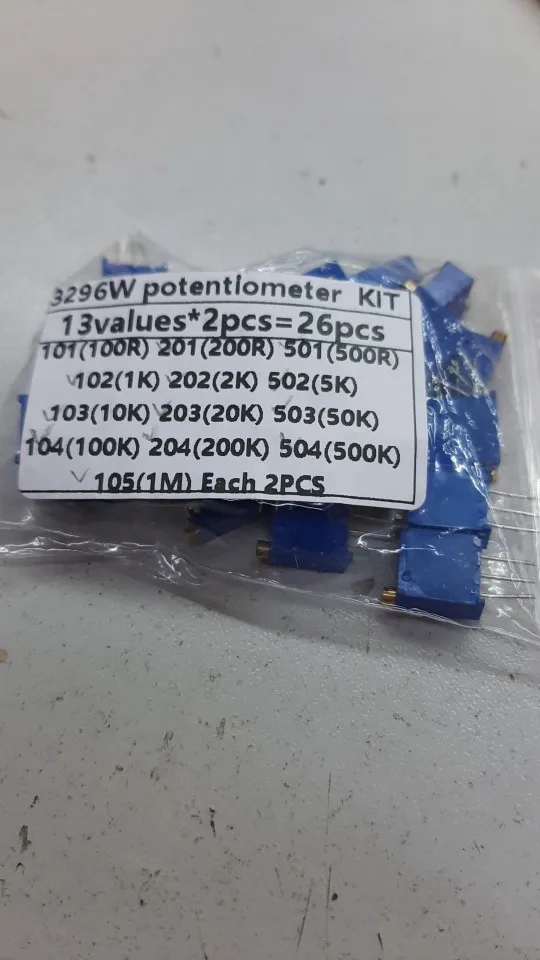 3296W potentiometer KIT
13values*2pcs=26pcs
101(100R) 201(200R) 501(500R)
102(1K) 202(2K) 502(5K)
103(10K) 203(20K) 503(50K)
104(100K) 204(200K) 504(500K)
105(1M) Each 2PCS